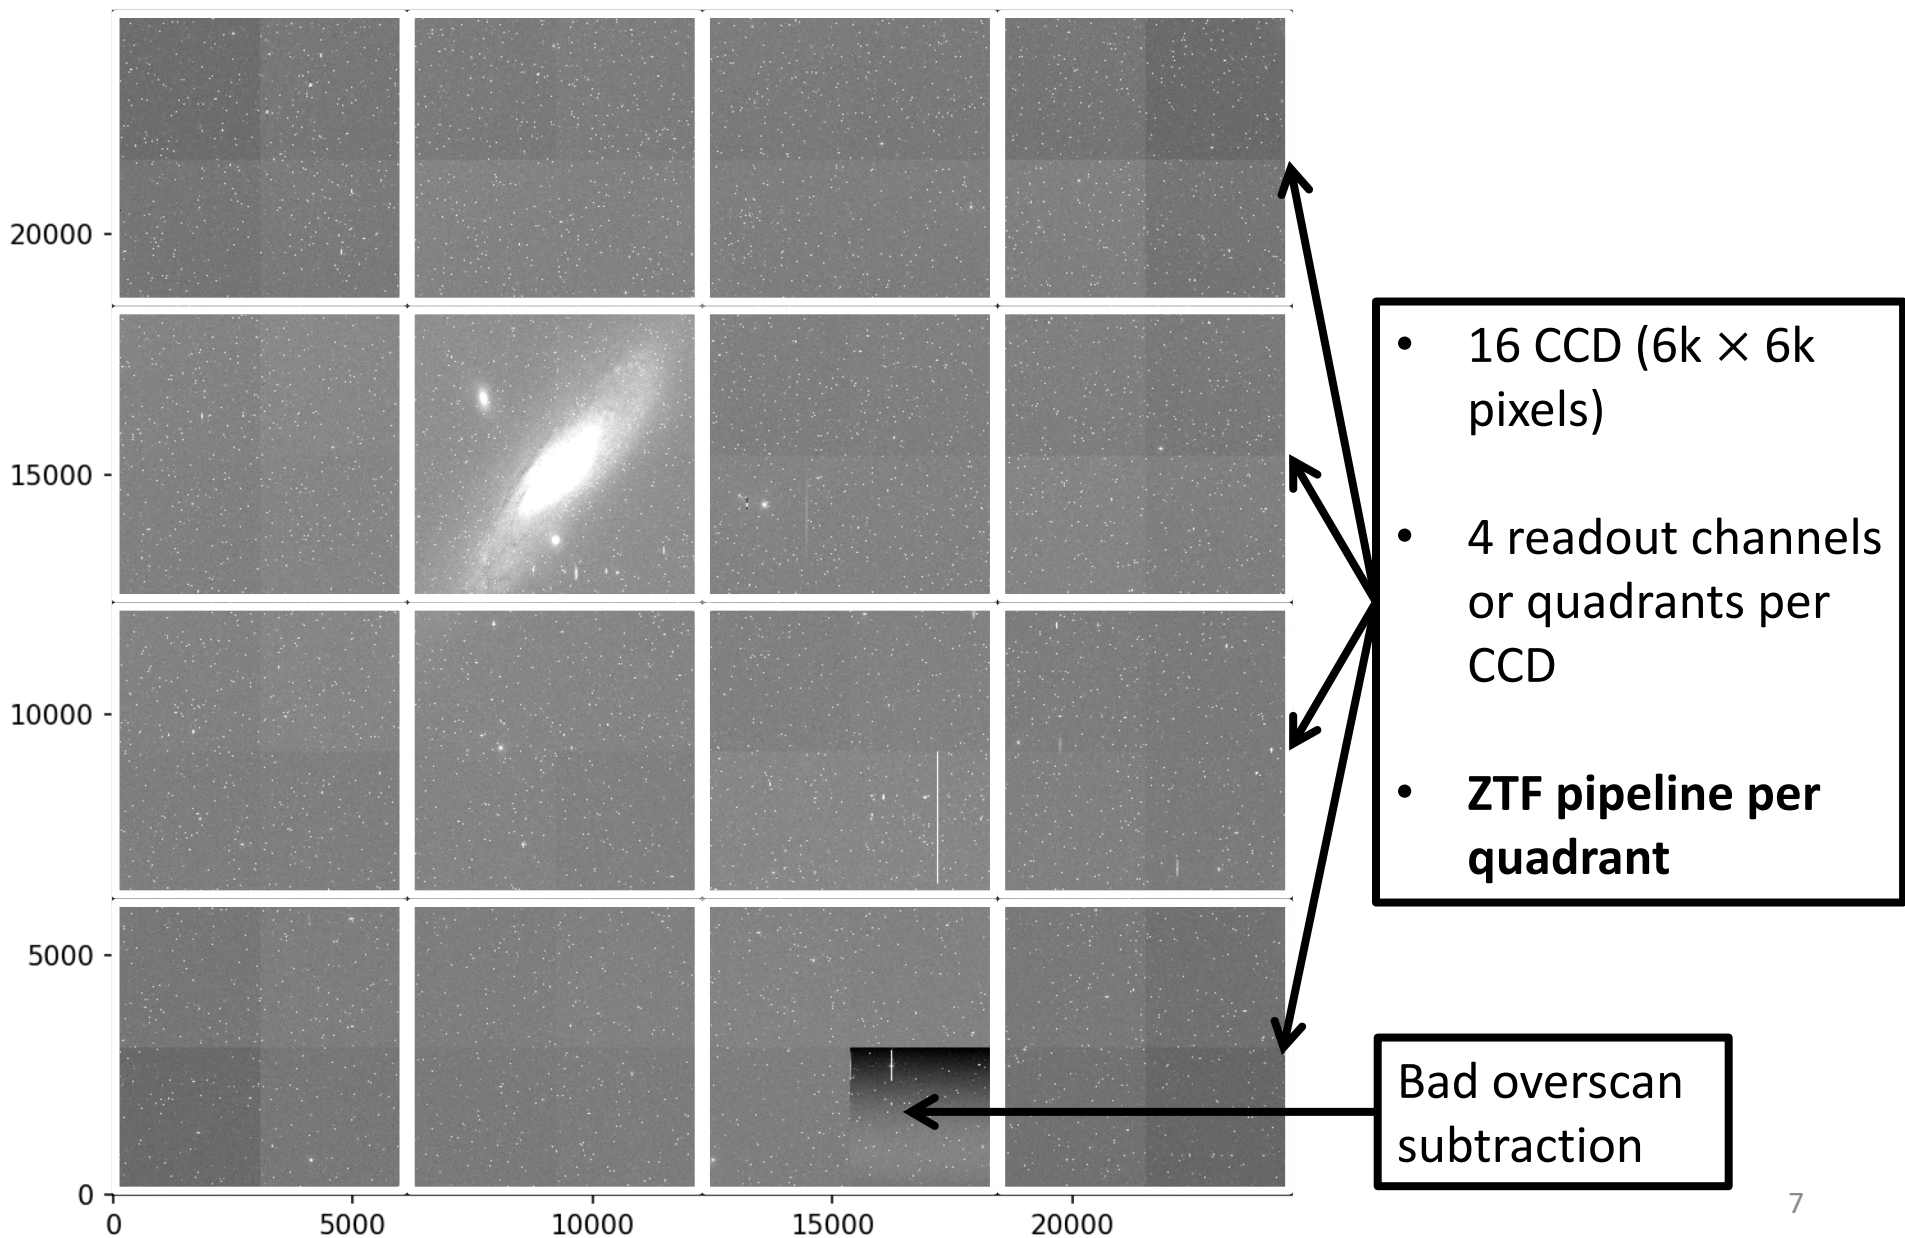 20000
15000
10000
5000
0
0 5000 10000 15000 20000
• 16 CCD (6k × 6k
pixels)
• 4 readout channels
or quadrants per
CCD
• ZTF pipeline per
quadrant
Bad overscan
subtraction
7